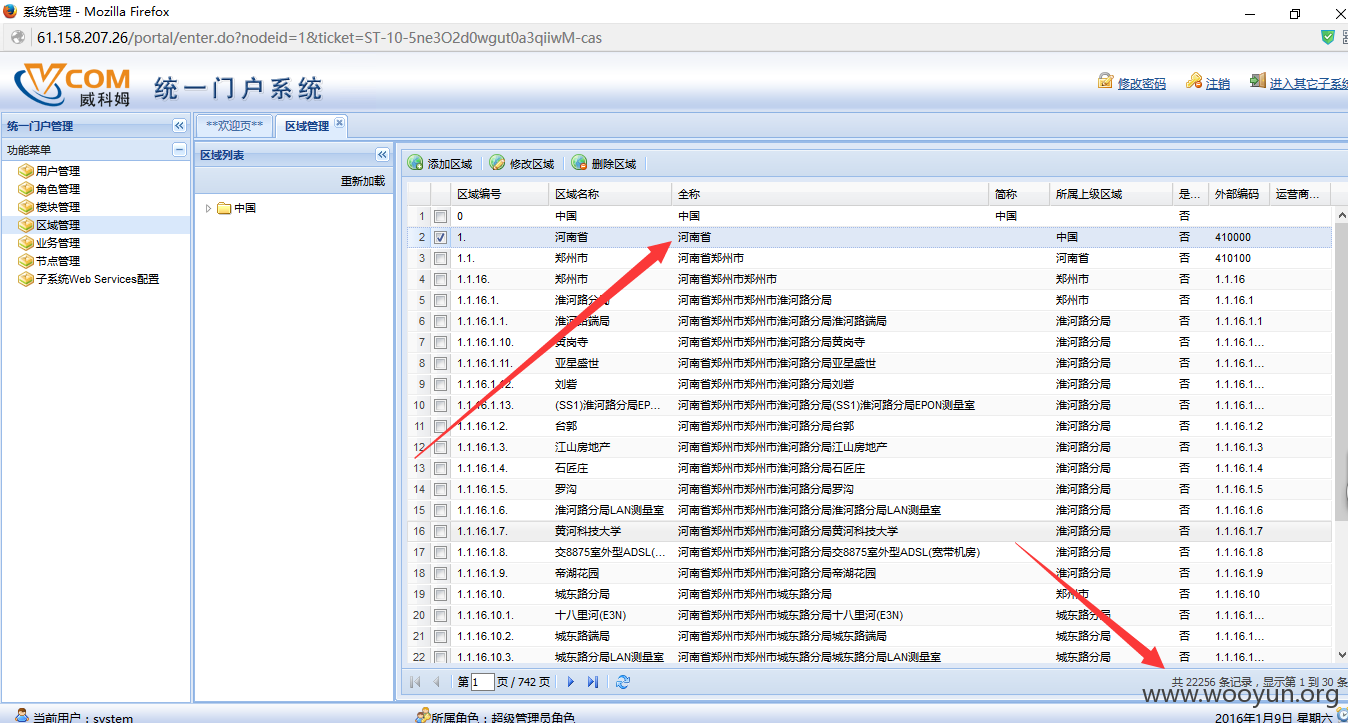 系统管理 - Mozilla Firefox
61.158.207.26/portal/enter.do?nodeid=1&ticket=ST-10-5ne3O2d0wgut0a3qiiwM-cas
VCOM 威科姆 统一门户系统 修改密码 注销 进入其它子系统
统一门户管理
功能菜单
用户管理
角色管理
模块管理
区域管理
业务管理
节点管理
子系统Web Services配置
**欢迎页** 区域管理
区域列表
重新加载
中国
添加区域 修改区域 删除区域
区域编号 区域名称 全称 简称 所属上级区域 是... 外部编码 运营商...
1 0 中国 中国 中国 否
2 1. 河南省 河南省 中国 否 410000
3 1.1. 郑州市 河南省郑州市 河南省 否 410100
4 1.1.16. 郑州市 河南省郑州市郑州市 郑州市 否 1.1.16
5 1.1.16.1. 淮河路分局 河南省郑州市郑州市淮河路分局 郑州市 否 1.1.16.1
6 1.1.16.1.1. 淮河路端局 河南省郑州市郑州市淮河路分局淮河路端局 淮河路分局 否 1.1.16.1.1
7 1.1.16.1.10. 黄岗寺 河南省郑州市郑州市淮河路分局黄岗寺 淮河路分局 否 1.1.16.1...
8 1.1.16.1.11. 亚星盛世 河南省郑州市郑州市淮河路分局亚星盛世 淮河路分局 否 1.1.16.1...
9 1.1.16.1.12. 刘砦 河南省郑州市郑州市淮河路分局刘砦 淮河路分局 否 1.1.16.1...
10 1.1.16.1.13. (SS1)淮河路分局EP... 河南省郑州市郑州市淮河路分局(SS1)淮河路分局EPON测量室 淮河路分局 否 1.1.16.1...
11 1.1.16.1.2. 台郭 河南省郑州市郑州市淮河路分局台郭 淮河路分局 否 1.1.16.1.2
12 1.1.16.1.3. 江山房地产 河南省郑州市郑州市淮河路分局江山房地产 淮河路分局 否 1.1.16.1.3
13 1.1.16.1.4. 石匠庄 河南省郑州市郑州市淮河路分局石匠庄 淮河路分局 否 1.1.16.1.4
14 1.1.16.1.5. 罗沟 河南省郑州市郑州市淮河路分局罗沟 淮河路分局 否 1.1.16.1.5
15 1.1.16.1.6. 淮河路分局LAN测量室 河南省郑州市郑州市淮河路分局淮河路分局LAN测量室 淮河路分局 否 1.1.16.1.6
16 1.1.16.1.7. 黄河科技大学 河南省郑州市郑州市淮河路分局黄河科技大学 淮河路分局 否 1.1.16.1.7
17 1.1.16.1.8. 交8875室外型ADSL(... 河南省郑州市郑州市淮河路分局交8875室外型ADSL(宽带机房) 淮河路分局 否 1.1.16.1.8
18 1.1.16.1.9. 帝湖花园 河南省郑州市郑州市淮河路分局帝湖花园 淮河路分局 否 1.1.16.1.9
19 1.1.16.10. 城东路分局 河南省郑州市郑州市城东路分局 郑州市 否 1.1.16.10
20 1.1.16.10.1. 十八里河(E3N) 河南省郑州市郑州市城东路分局十八里河(E3N) 城东路分局 否 1.1.16.1...
21 1.1.16.10.2. 城东路端局 河南省郑州市郑州市城东路分局城东路端局 城东路分局 否 1.1.16.1...
22 1.1.16.10.3. 城东路分局LAN测量室 河南省郑州市郑州市城东路分局城东路分局LAN测量室 城东路分局 否 1.1.16.1...
第 1 页 / 742 页 共 22256 条记录，显示第 1 到 30 条
www.wooyun.org
当前用户：system 所属角色：超级管理员角色 2016年1月9日 星期六